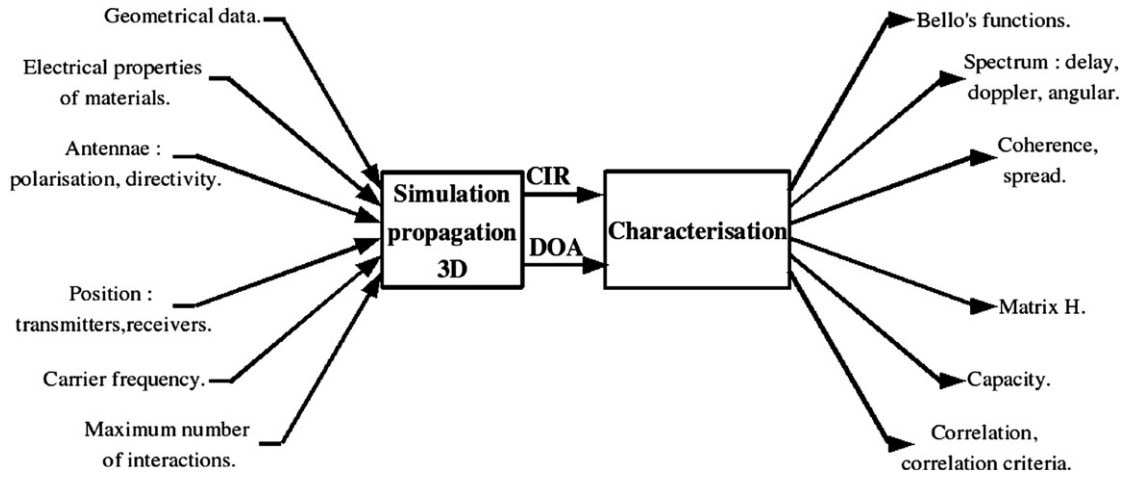 Geometrical data.
Electrical properties
of materials.
Antennae :
polarisation, directivity.
Position :
transmitters,receivers.
Carrier frequency.
Maximum number
of interactions.
Simulation
propagation
3D
CIR
DOA
Characterisation
Bello's functions.
Spectrum : delay,
doppler, angular.
Coherence,
spread.
Matrix H.
Capacity.
Correlation,
correlation criteria.